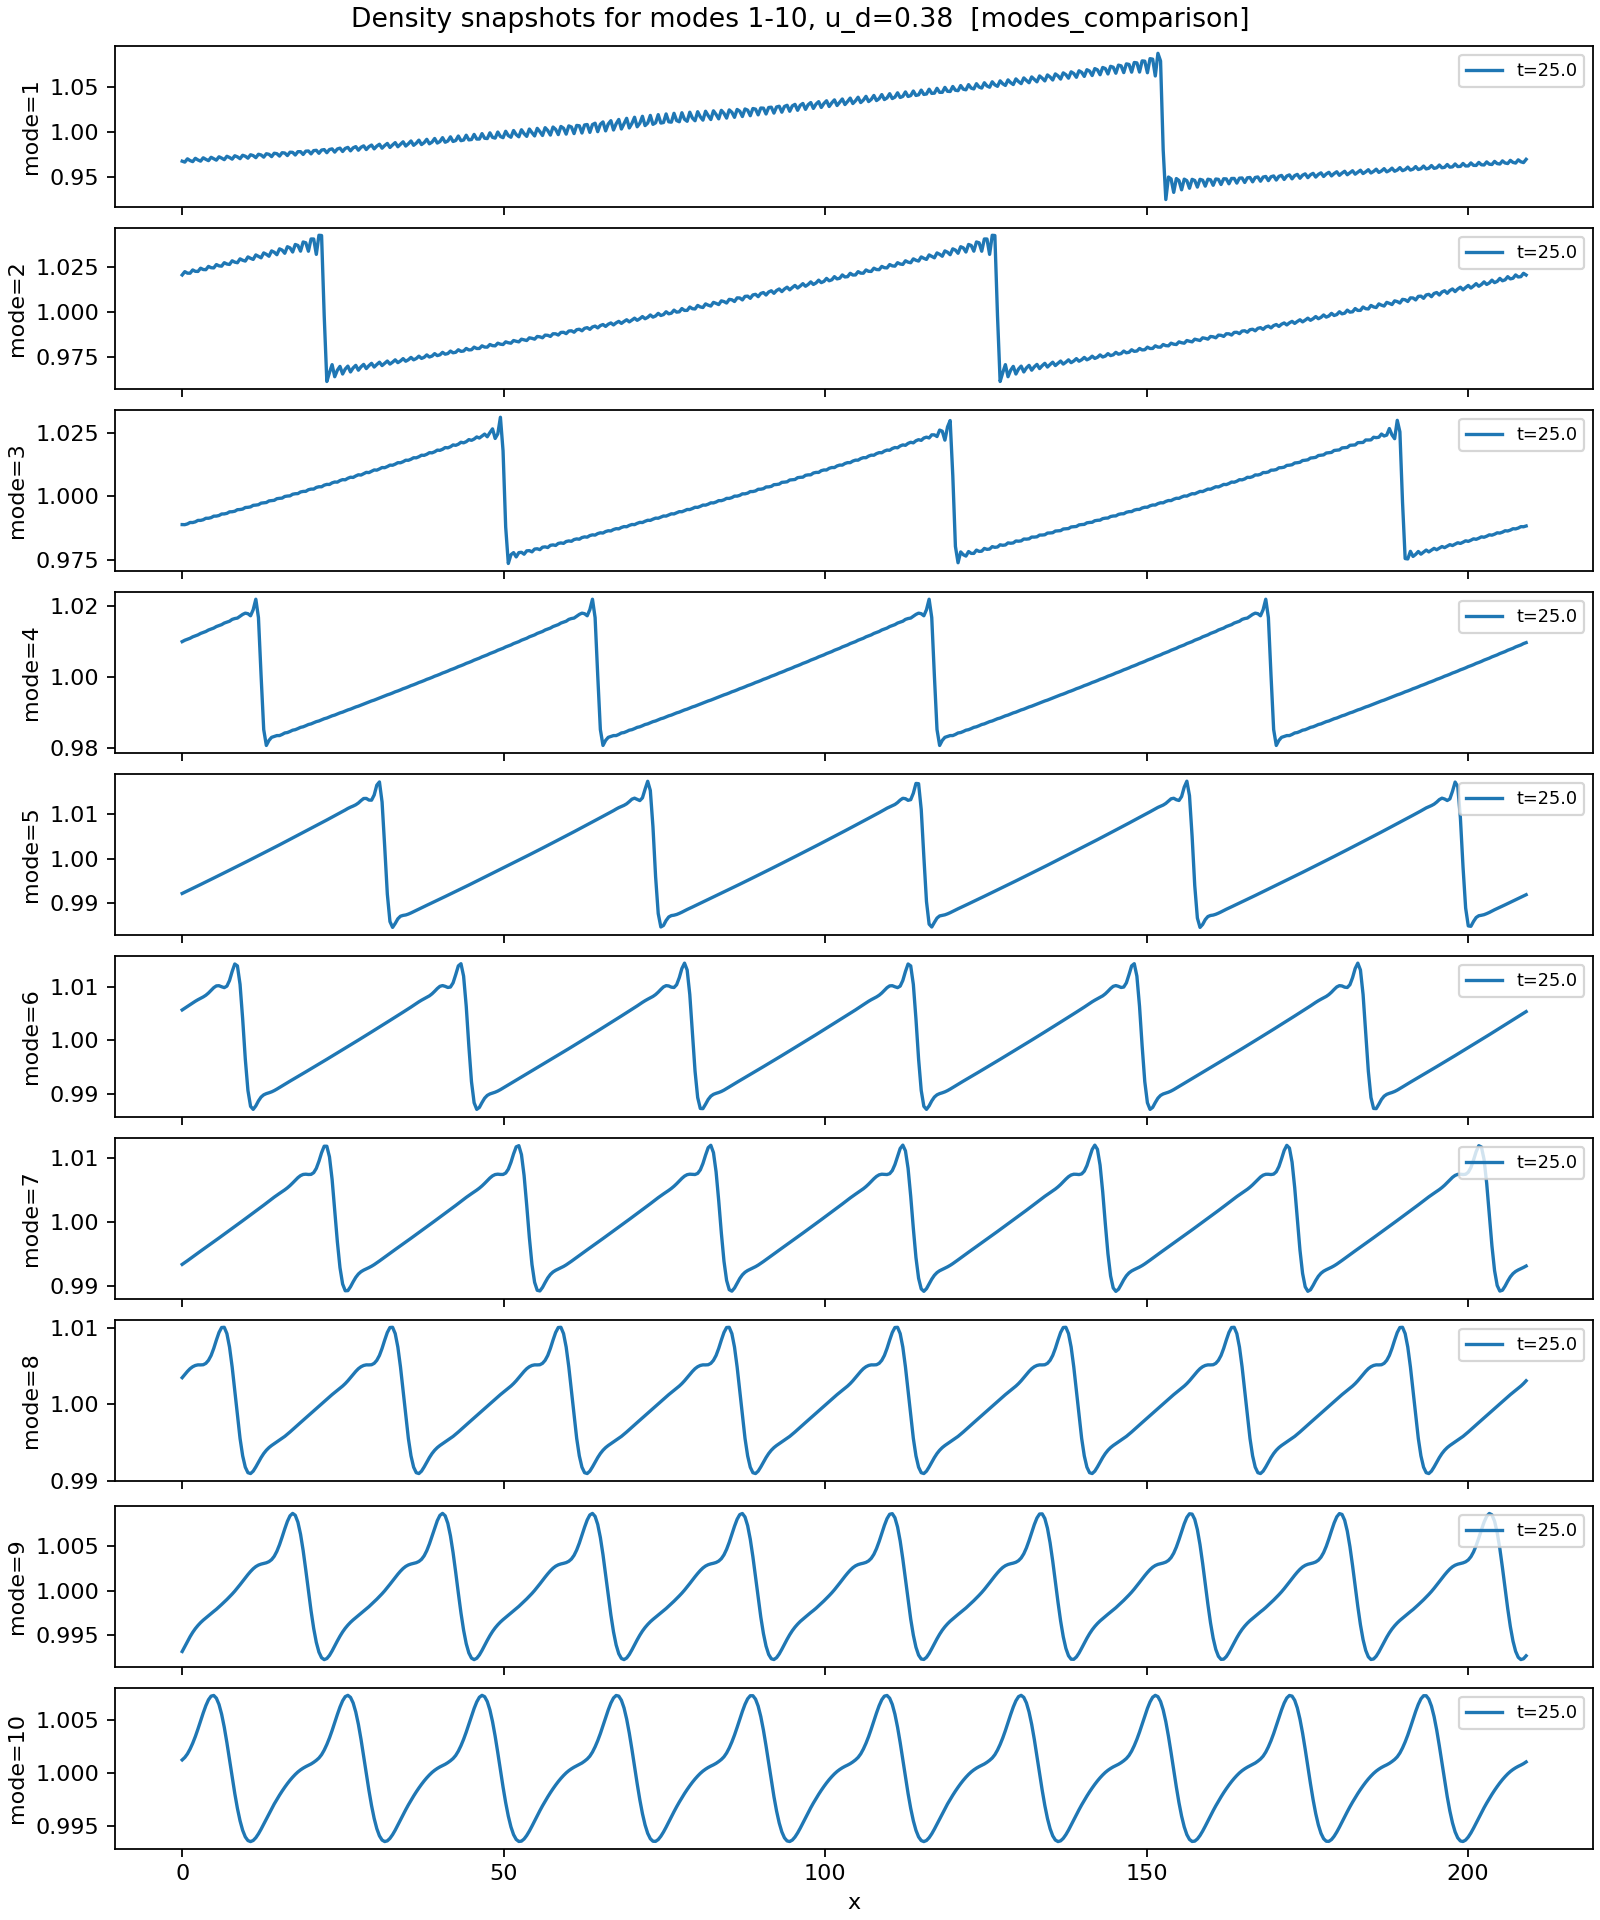 Density snapshots for modes 1-10, u_d=0.38  [modes_comparison]
mode=1
1.05
1.00
0.95
t=25.0
mode=2
1.025
1.000
0.975
t=25.0
mode=3
1.025
1.000
0.975
t=25.0
mode=4
1.02
1.00
0.98
t=25.0
mode=5
1.01
1.00
0.99
t=25.0
mode=6
1.01
1.00
0.99
t=25.0
mode=7
1.01
1.00
0.99
t=25.0
mode=8
1.01
1.00
0.99
t=25.0
mode=9
1.005
1.000
0.995
t=25.0
mode=10
1.005
1.000
0.995
t=25.0
0 50 100 150 200
x